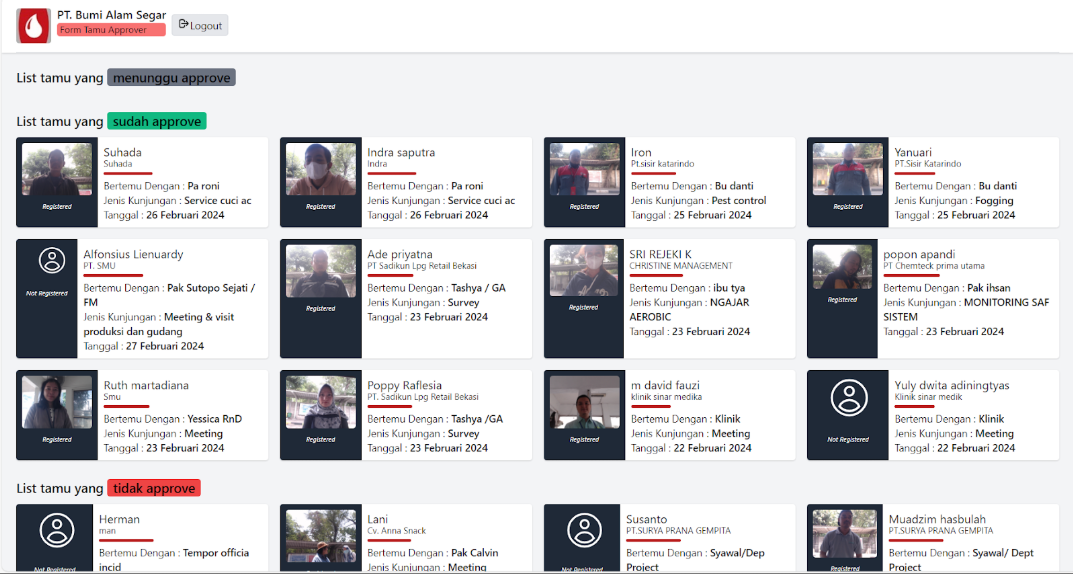 PT. Bumi Alam Segar
Form Tamu Approver
Logout
List tamu yang menunggu approve
List tamu yang sudah approve
Suhada
Suhada
Bertemu Dengan : Pa roni
Jenis Kunjungan : Service cuci ac
Tanggal : 26 Februari 2024
Registered
Indra saputra
Indra
Bertemu Dengan : Pa roni
Jenis Kunjungan : Service cuci ac
Tanggal : 26 Februari 2024
Registered
Iron
Pt.sisir katarindo
Bertemu Dengan : Bu danti
Jenis Kunjungan : Pest control
Tanggal : 25 Februari 2024
Registered
Yanuari
PT.Sisir Katarindo
Bertemu Dengan : Bu danti
Jenis Kunjungan : Fogging
Tanggal : 25 Februari 2024
Registered
Alfonsius Lienuardy
PT. SMU
Bertemu Dengan : Pak Sutopo Sejati /
FM
Jenis Kunjungan : Meeting & visit
produksi dan gudang
Tanggal : 27 Februari 2024
Not Registered
Ade priyatna
PT Sadikun Lpg Retail Bekasi
Bertemu Dengan : Tashya / GA
Jenis Kunjungan : Survey
Tanggal : 23 Februari 2024
Registered
SRI REJEKI K
CHRISTINE MANAGEMENT
Bertemu Dengan : ibu tya
Jenis Kunjungan : NGAJAR
AEROBIC
Tanggal : 23 Februari 2024
Registered
popon apandi
PT Chemteck prima utama
Bertemu Dengan : Pak ihsan
Jenis Kunjungan : MONITORING SAF
SISTEM
Tanggal : 23 Februari 2024
Registered
Ruth martadiana
Smu
Bertemu Dengan : Yessica RnD
Jenis Kunjungan : Meeting
Tanggal : 23 Februari 2024
Registered
Poppy Raflesia
PT. Sadikun Lpg Retail Bekasi
Bertemu Dengan : Tashya /GA
Jenis Kunjungan : Survey
Tanggal : 23 Februari 2024
Registered
m david fauzi
klinik sinar medika
Bertemu Dengan : Klinik
Jenis Kunjungan : Meeting
Tanggal : 22 Februari 2024
Registered
Yuly dwita adiningtyas
Klinik sinar medik
Bertemu Dengan : Klinik
Jenis Kunjungan : Meeting
Tanggal : 22 Februari 2024
Not Registered
List tamu yang tidak approve
Herman
man
Bertemu Dengan : Tempor officia
incid
Not Registered
Lani
Cv. Anna Snack
Bertemu Dengan : Pak Calvin
Jenis Kunjungan : Meeting
Susanto
PT.SURYA PRANA GEMPITA
Bertemu Dengan : Syawal/Dep
Project
Not Registered
Muadzim hasbulah
PT.SURYA PRANA GEMPITA
Bertemu Dengan : Syawal/ Dept
Project
Registered